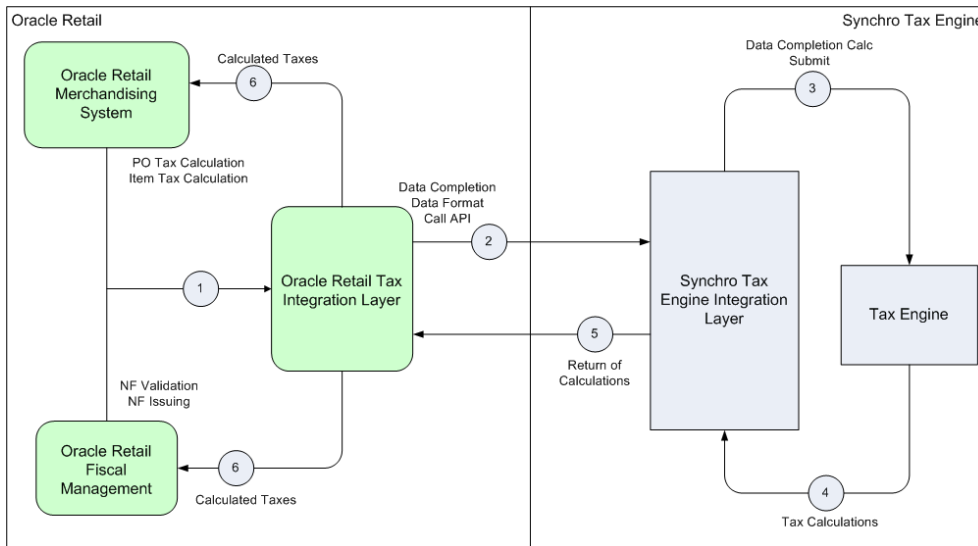 Oracle Retail
Synchro Tax Engine
Oracle Retail
Merchandising
System
Calculated Taxes
6
PO Tax Calculation
Item Tax Calculation
1
Oracle Retail Tax
Integration Layer
Data Completion
Data Format
Call API
2
Data Completion Calc
Submit
3
Synchro Tax
Engine Integration
Layer
Tax Engine
5
Return of
Calculations
NF Validation
NF Issuing
Oracle Retail
Fiscal
Management
6
Calculated Taxes
4
Tax Calculations